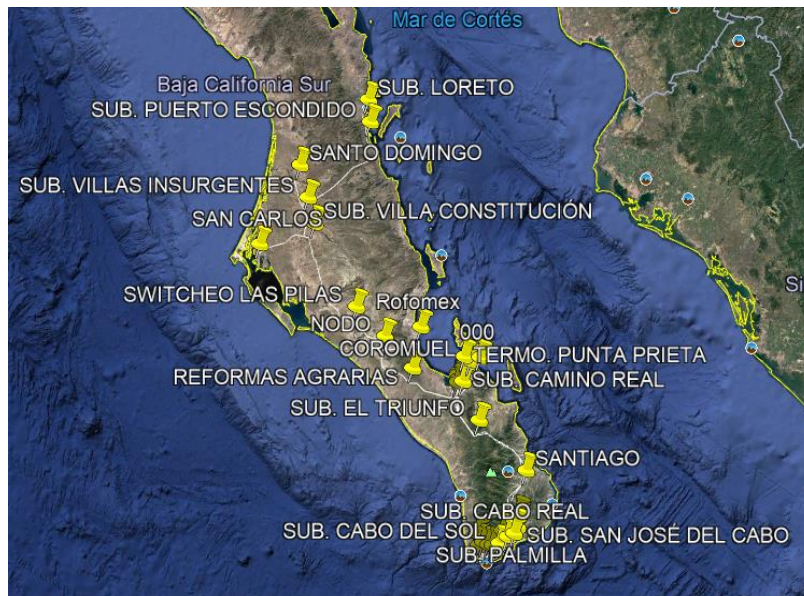 Mar de Cortés
Baja California Sur
SUB. LORETO
SUB. PUERTO ESCONDIDO
SANTO DOMINGO
SUB. VILLAS INSURGENTES
SUB. VILLA CONSTITUCIÓN
SAN CARLOS
Si
SWITCHEO LAS PILAS
Rofomex
NODO
000
COROMUEL
TERMO. PUNTA PRIETA
REFORMAS AGRARIAS
SUB. CAMINO REAL
SUB. EL TRIUNFO
SANTIAGO
SUB. CABO REAL
SUB. CABO DEL SOL
SUB. SAN JOSÉ DEL CABO
SUB. PALMILLA